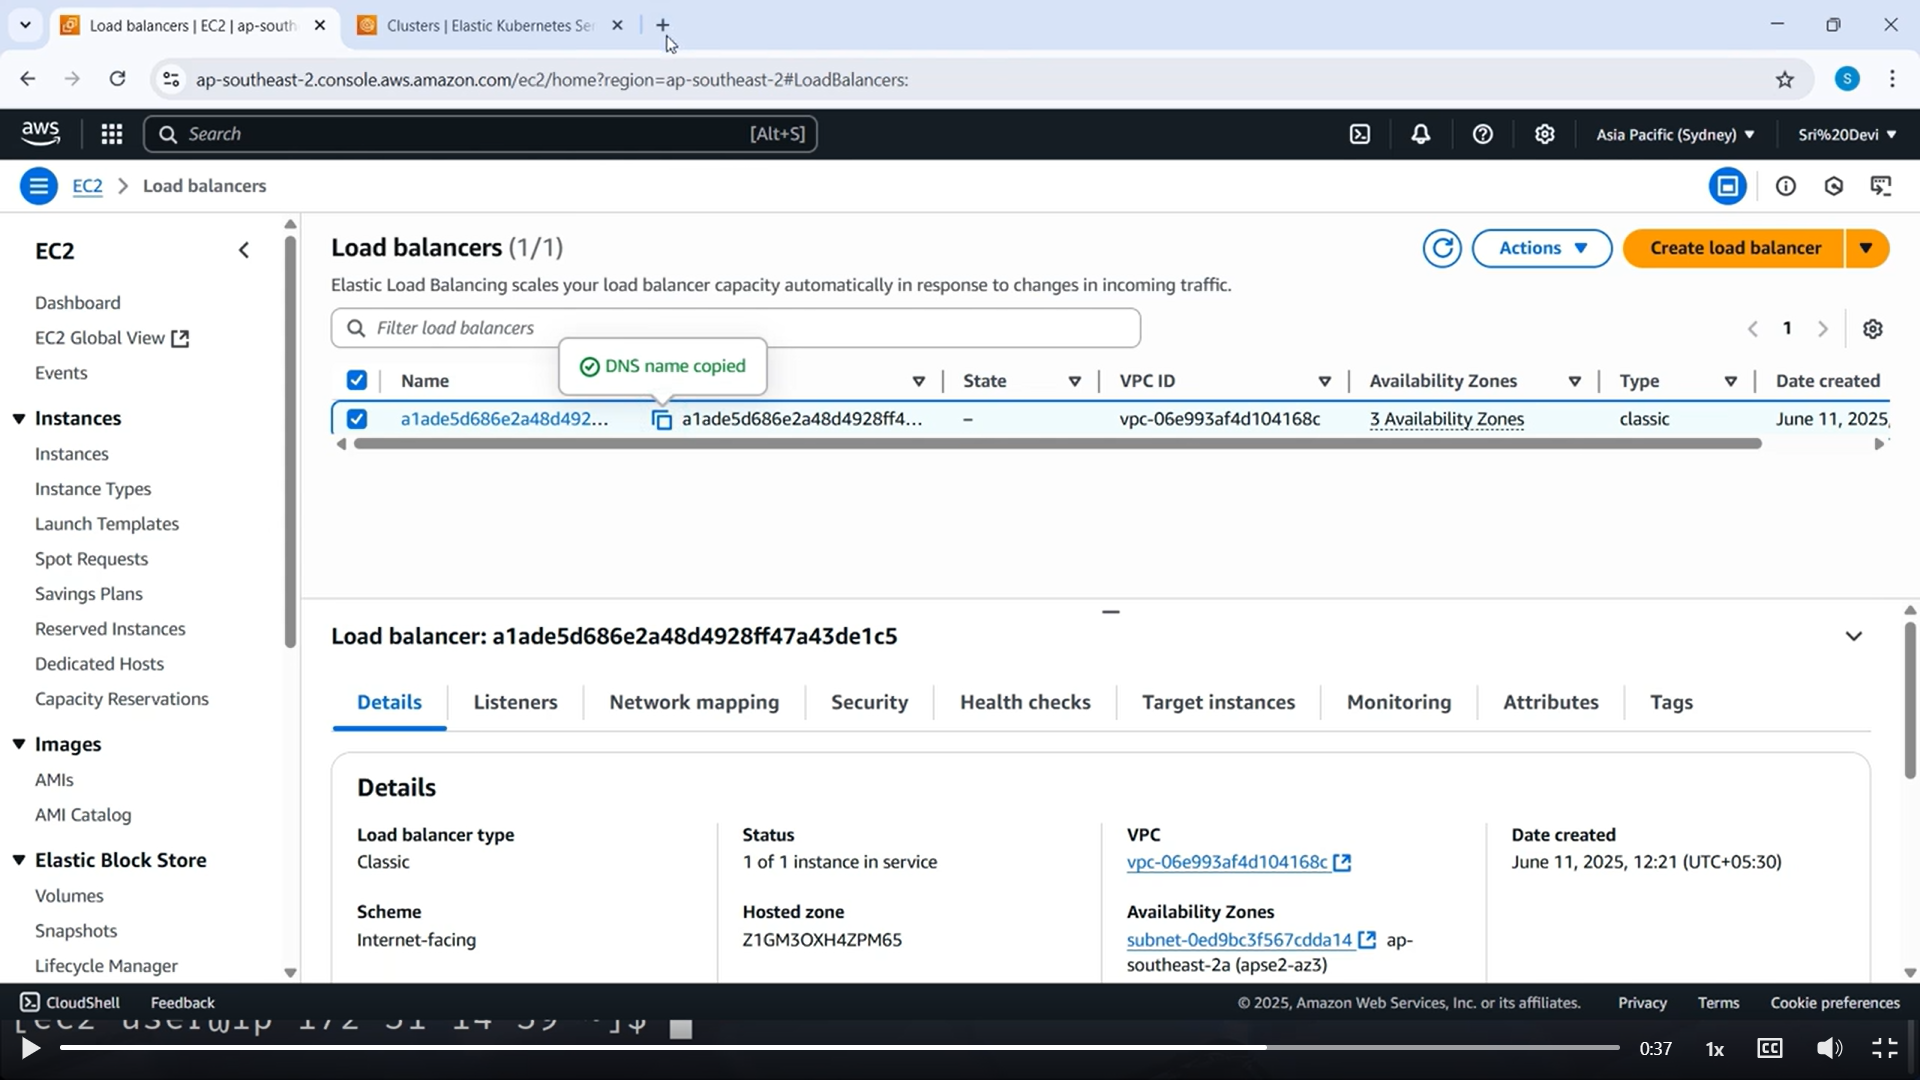 Load balancers | EC2 | ap-south
Clusters | Elastic Kubernetes Ser
ap-southeast-2.console.aws.amazon.com/ec2/home?region=ap-southeast-2#LoadBalancers:
S
aws
Search
[Alt+S]
Asia Pacific (Sydney)
Sri%20Devi
EC2
Load balancers
EC2
Dashboard
EC2 Global View
Events
Instances
Instances
Instance Types
Launch Templates
Spot Requests
Savings Plans
Reserved Instances
Dedicated Hosts
Capacity Reservations
Images
AMIs
AMI Catalog
Elastic Block Store
Volumes
Snapshots
Lifecycle Manager
Load balancers (1/1)
Actions
Create load balancer
Elastic Load Balancing scales your load balancer capacity automatically in response to changes in incoming traffic.
Filter load balancers
1
DNS name copied
Name State VPC ID Availability Zones Type Date created
a1ade5d686e2a48d492... a1ade5d686e2a48d4928ff4... – vpc-06e993af4d104168c 3 Availability Zones classic June 11, 2025,
Load balancer: a1ade5d686e2a48d4928ff47a43de1c5
Details Listeners Network mapping Security Health checks Target instances Monitoring Attributes Tags
Details
Load balancer type
Classic
Status
1 of 1 instance in service
VPC
vpc-06e993af4d104168c
Date created
June 11, 2025, 12:21 (UTC+05:30)
Scheme
Internet-facing
Hosted zone
Z1GM3OXH4ZPM65
Availability Zones
subnet-0ed9bc3f567cdda14 ap-
southeast-2a (apse2-az3)
CloudShell Feedback
© 2025, Amazon Web Services, Inc. or its affiliates. Privacy Terms Cookie preferences
0:37 1x CC